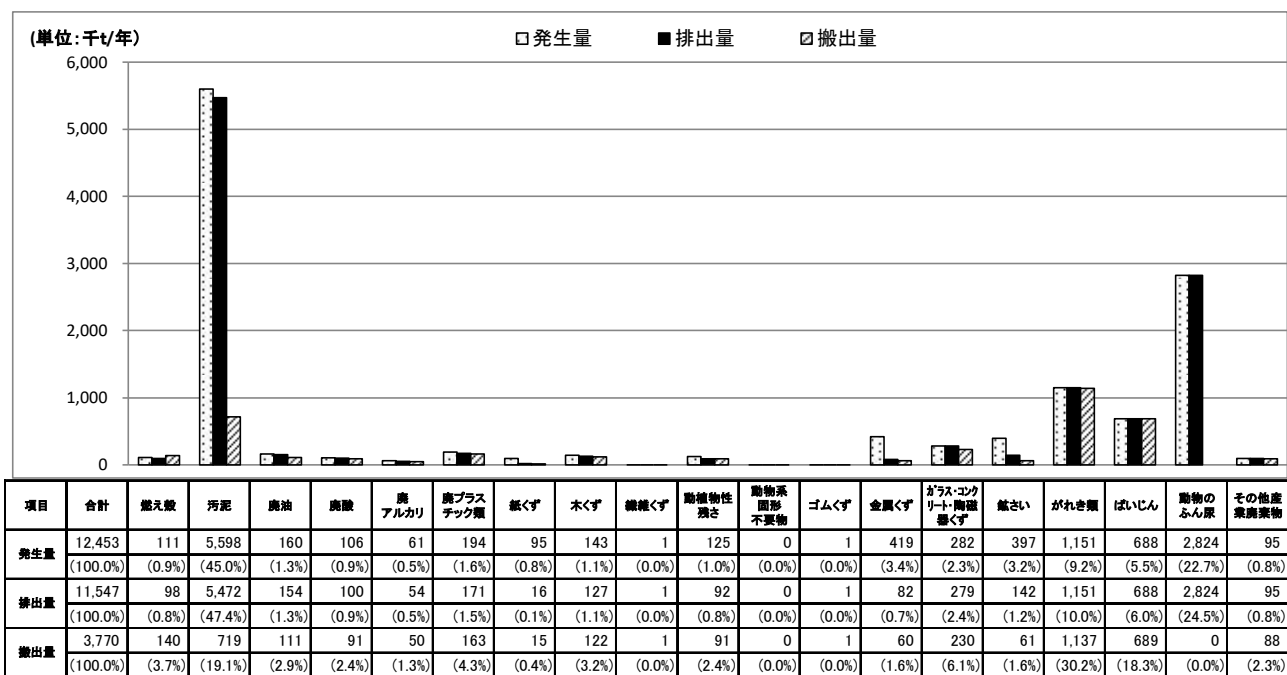 (単位：千t/年)
発生量 排出量 搬出量
6,000
5,000
4,000
3,000
2,000
1,000
0
項目 合計 燃え殻 汚泥 廃油 廃酸 廃アルカリ 廃プラスチック類 紙くず 木くず 繊維くず 動植物性残さ 動物系固形不要物 ゴムくず 金属くず ガラス・コンクリート・陶磁器くず 鉱さい がれき類 ばいじん 動物のふん尿 その他産業廃棄物
発生量 12,453 111 5,598 160 106 61 194 95 143 1 125 0 1 419 282 397 1,151 688 2,824 95
(100.0%) (0.9%) (45.0%) (1.3%) (0.9%) (0.5%) (1.6%) (0.8%) (1.1%) (0.0%) (1.0%) (0.0%) (0.0%) (3.4%) (2.3%) (3.2%) (9.2%) (5.5%) (22.7%) (0.8%)
排出量 11,547 98 5,472 154 100 54 171 16 127 1 92 0 1 82 279 142 1,151 688 2,824 95
(100.0%) (0.8%) (47.4%) (1.3%) (0.9%) (0.5%) (1.5%) (0.1%) (1.1%) (0.0%) (0.8%) (0.0%) (0.0%) (0.7%) (2.4%) (1.2%) (10.0%) (6.0%) (24.5%) (0.8%)
搬出量 3,770 140 719 111 91 50 163 15 122 1 91 0 1 60 230 61 1,137 689 0 88
(100.0%) (3.7%) (19.1%) (2.9%) (2.4%) (1.3%) (4.3%) (0.4%) (3.2%) (0.0%) (2.4%) (0.0%) (0.0%) (1.6%) (6.1%) (1.6%) (30.2%) (18.3%) (0.0%) (2.3%)